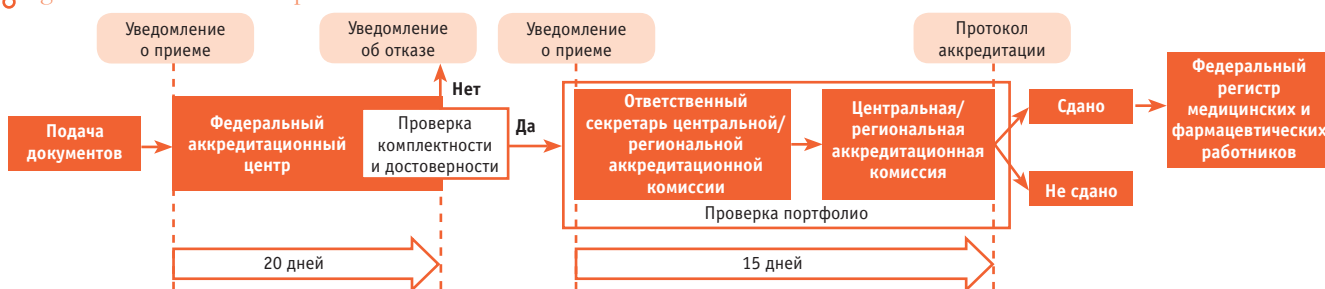 Уведомление
о приеме
Уведомление
об отказе
Уведомление
о приеме
Протокол
аккредитации
Подача
документов
Федеральный
аккредитационный
центр
Нет
Проверка
комплектности
и достоверности
Да
Ответственный
секретарь центральной/
региональной
аккредитационной
комиссии
Центральная/
региональная
аккредитационная
комиссия
Проверка портфолио
Сдано
Не сдано
Федеральный
регистр
медицинских и
фармацевтических
работников
20 дней
15 дней